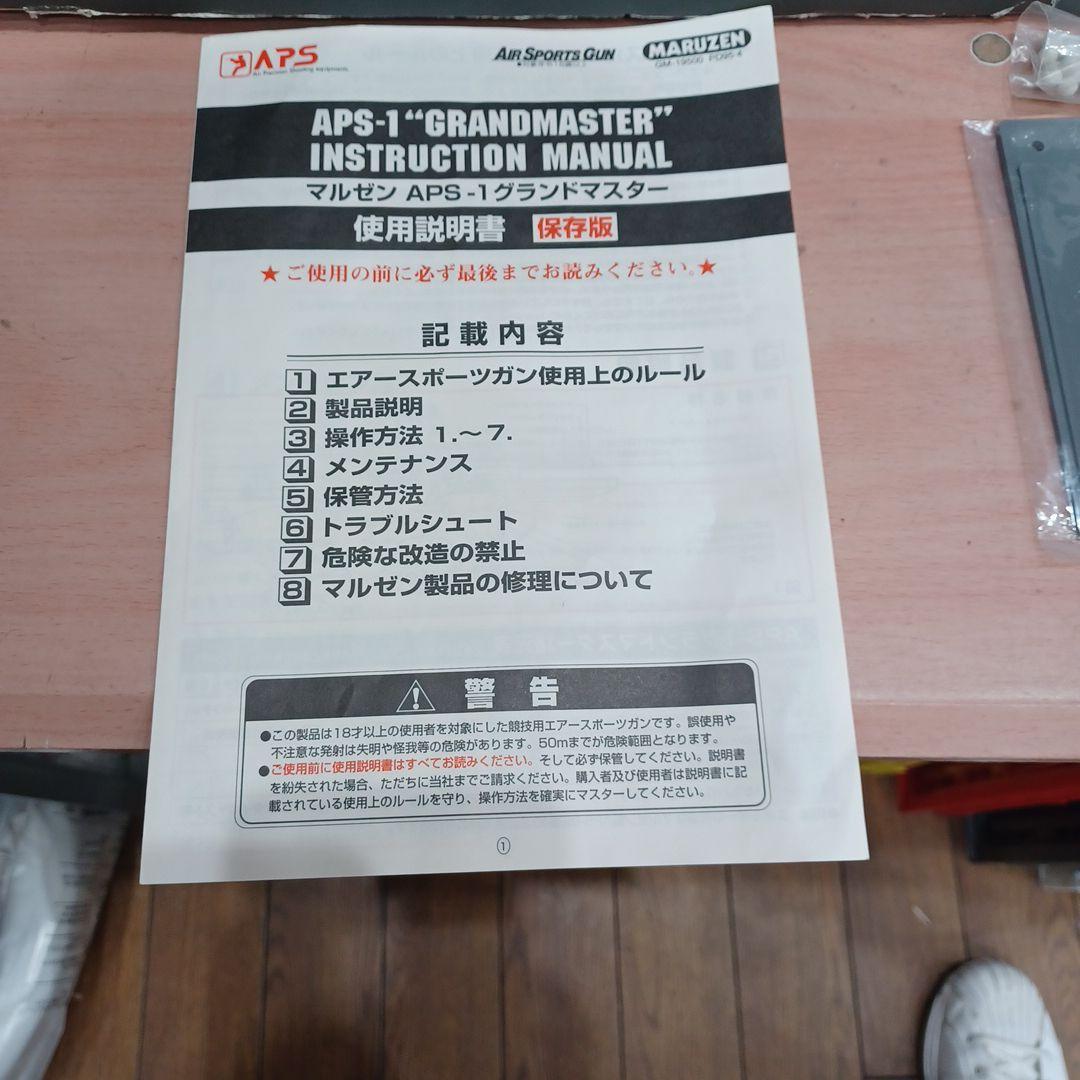 APS
Air Precision Shooting equipments
AIR SPORTS GUN
MARUZEN
GM-19500 PD95-4
APS-1 “GRANDMASTER”
INSTRUCTION MANUAL
マルゼン APS-1グランドマスター
使用説明書 保存版
★ご使用の前に必ず最後までお読みください。★
記載内容
1 エアースポーツガン使用上のルール
2 製品説明
3 操作方法 1.～7.
4 メンテナンス
5 保管方法
6 トラブルシュート
7 危険な改造の禁止
8 マルゼン製品の修理について
警告
●この製品は18才以上の使用者を対象にした競技用エアースポーツガンです。誤使用や
不注意な発射は失明や怪我等の危険があります。50mまでが危険範囲となります。
●ご使用前に使用説明書はすべてお読みください。そして必ず保管してください。説明書
を紛失された場合、ただちに当社までご請求ください。購入者及び使用者は説明書に記
載されている使用上のルールを守り、操作方法を確実にマスターしてください。
①